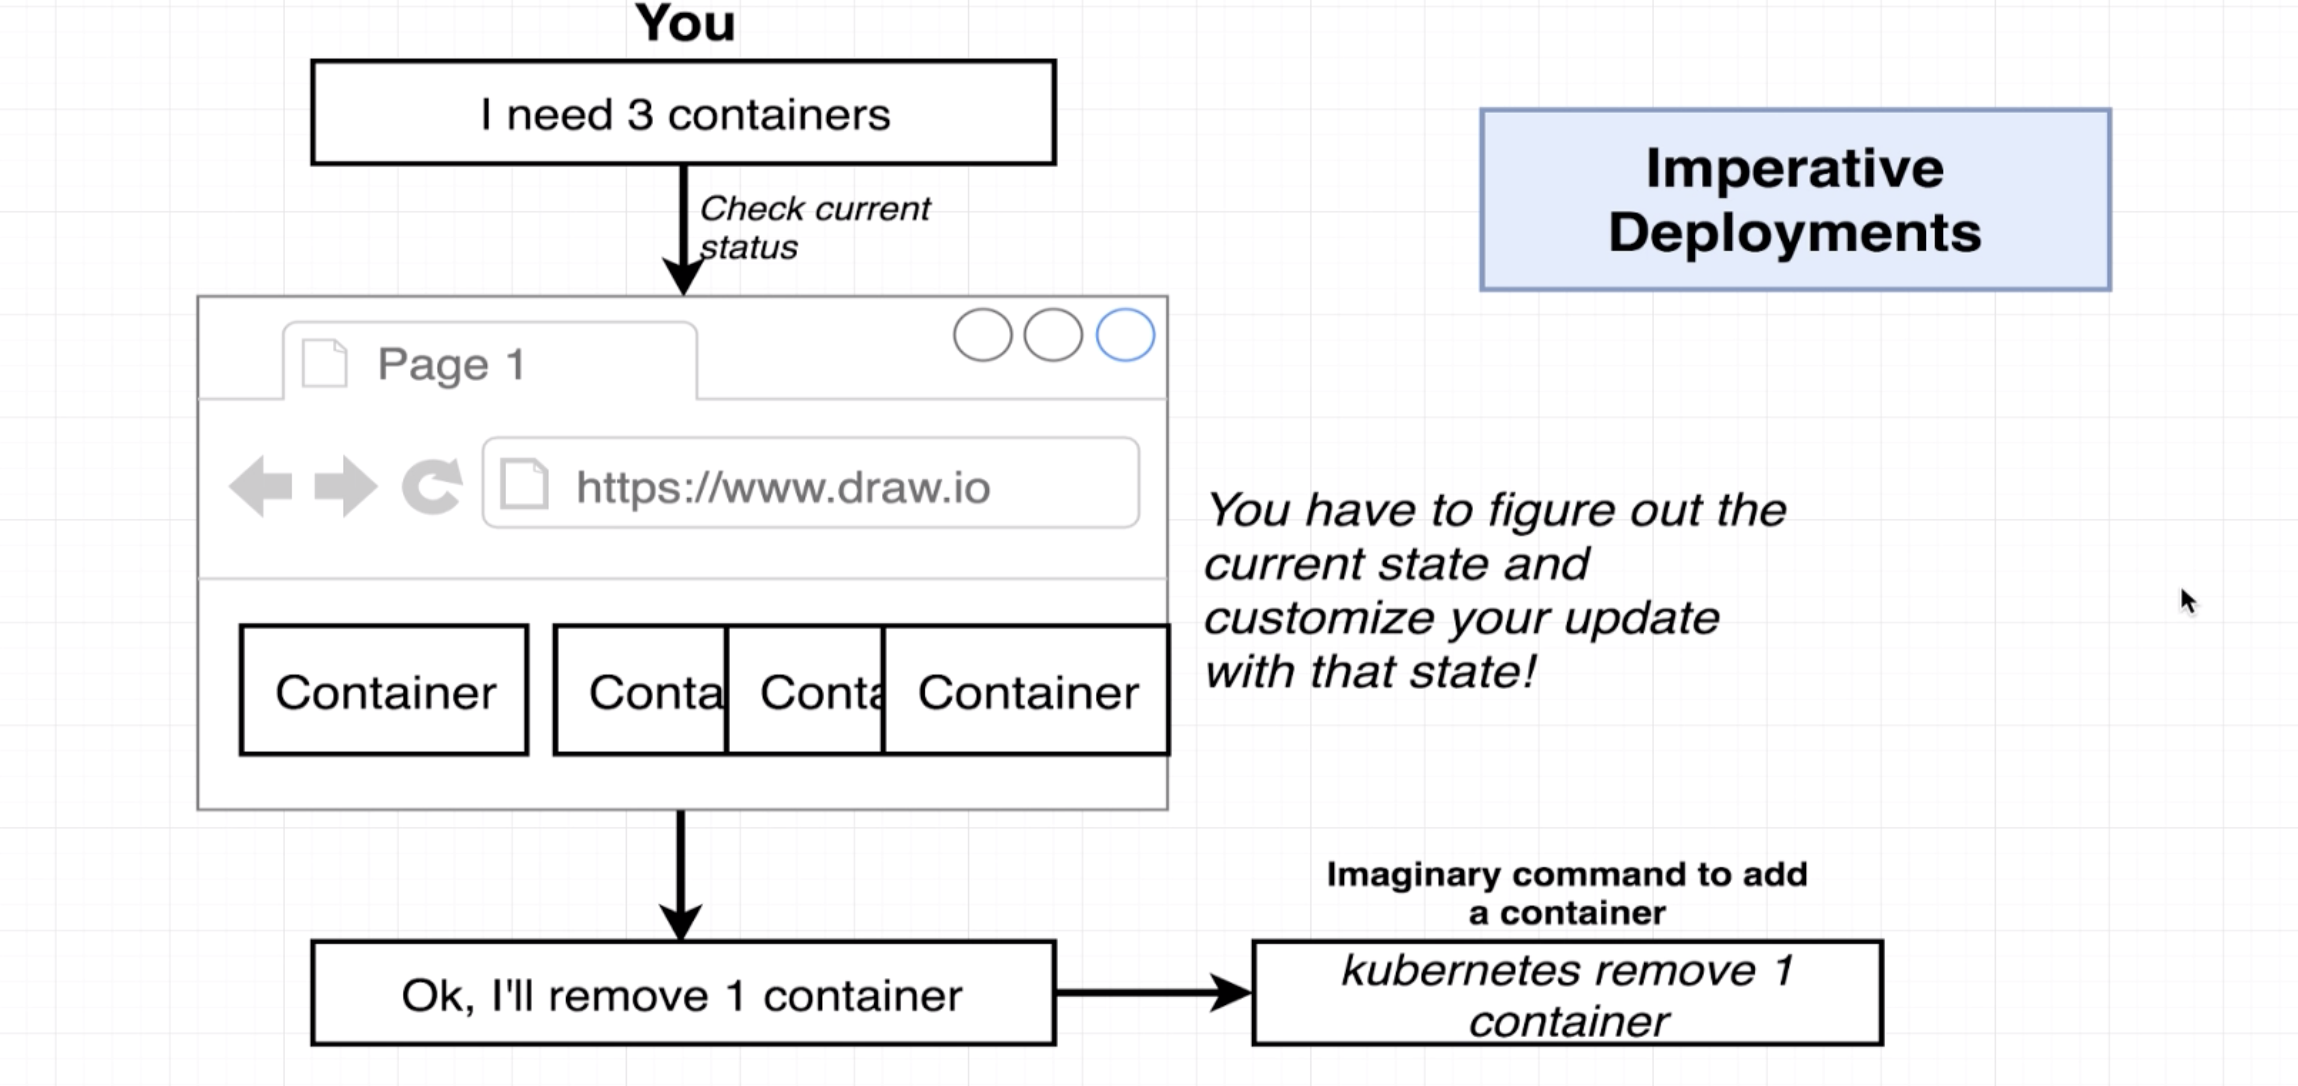 You
I need 3 containers
Imperative
Deployments
Check current
status
Page 1
https://www.draw.io
You have to figure out the
current state and
customize your update
with that state!
Container Conta Conta Container
Imaginary command to add
a container
Ok, I'll remove 1 container
kubernetes remove 1
container